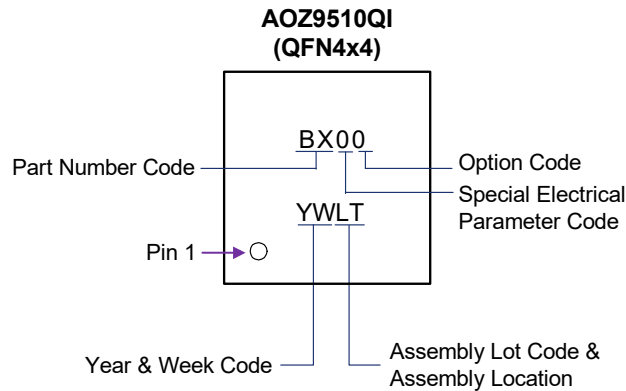 AOZ9510QI
(QFN4x4)
BX00
Part Number Code
Option Code
Special Electrical
Parameter Code
YWLT
Pin 1
Year & Week Code
Assembly Lot Code &
Assembly Location